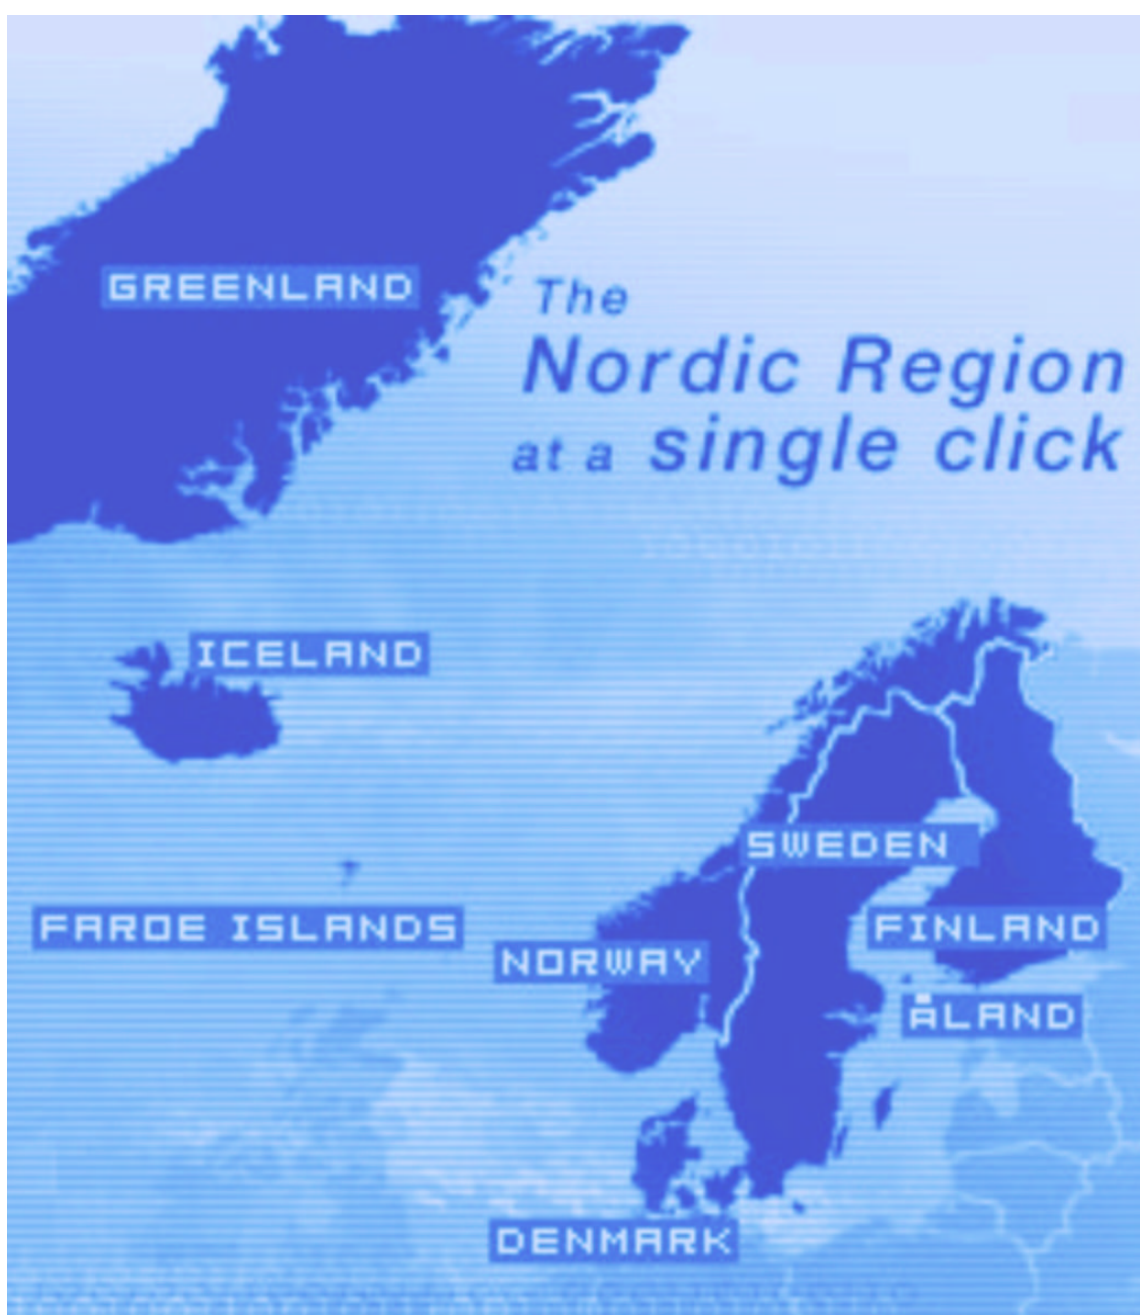 GREENLAND
The
Nordic Region
at a single click
ICELAND
SWEDEN
FAROE ISLANDS
FINLAND
NORWAY
ÅLAND
DENMARK